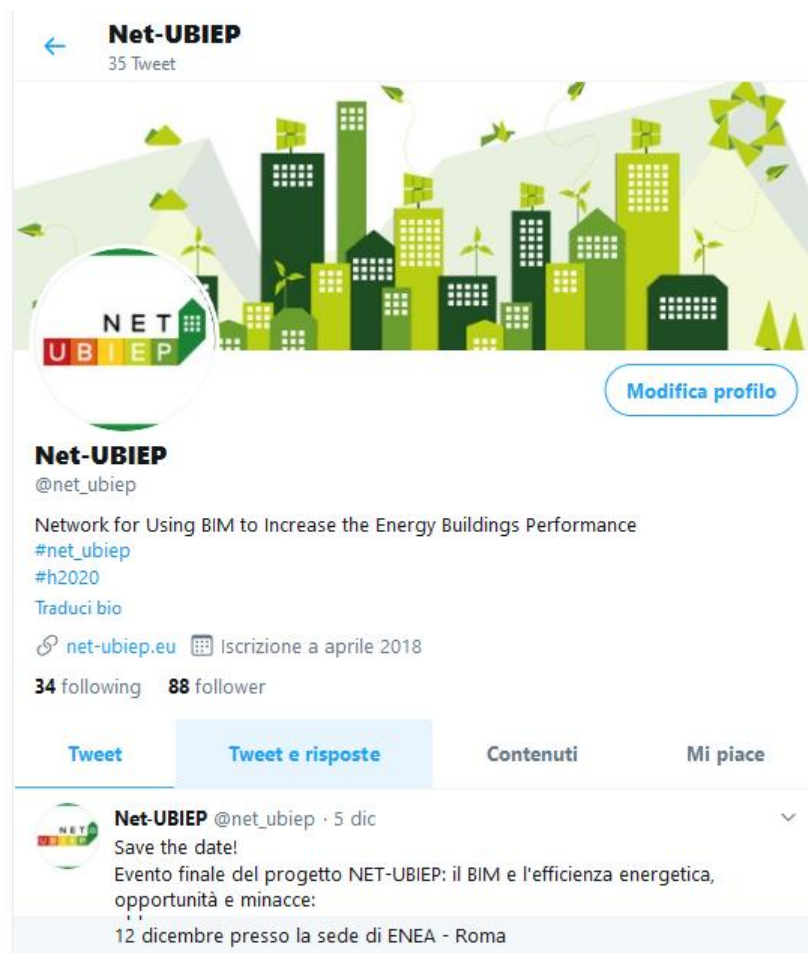 Net-UBIEP
35 Tweet
NET
UBIEP
Modifica profilo
Net-UBIEP
@net_ubiep
Network for Using BIM to Increase the Energy Buildings Performance
#net_ubiep
#h2020
Traduci bio
net-ubiep.eu Iscrizione a aprile 2018
34 following 88 follower
Tweet Tweet e risposte Contenuti Mi piace
NET
UBIEP
Net-UBIEP @net_ubiep · 5 dic
Save the date!
Evento finale del progetto NET-UBIEP: il BIM e l'efficienza energetica,
opportunità e minacce:
12 dicembre presso la sede di ENEA - Roma